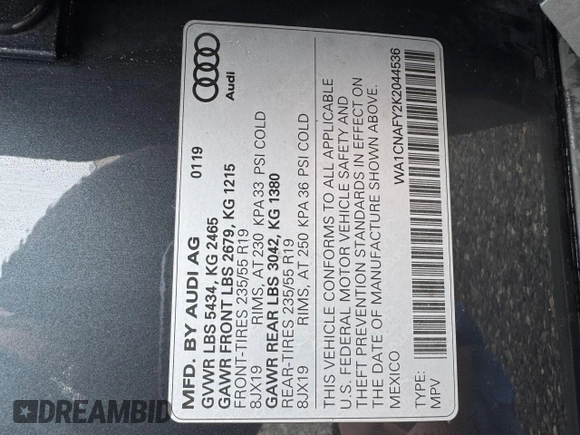 Audi
MFD. BY AUDI AG 0119
GVWR LBS 5434, KG 2465
GAWR FRONT LBS 2679, KG 1215
FRONT-TIRES 235/55 R19
8JX19 RIMS, AT 230 KPA 33 PSI COLD
GAWR REAR LBS 3042, KG 1380
REAR-TIRES 235/55 R19
8JX19 RIMS, AT 250 KPA 36 PSI COLD
THIS VEHICLE CONFORMS TO ALL APPLICABLE
U.S. FEDERAL MOTOR VEHICLE SAFETY AND
THEFT PREVENTION STANDARDS IN EFFECT ON
THE DATE OF MANUFACTURE SHOWN ABOVE.
MEXICO WA1CNAFY2K2044536
TYPE:
MPV
DREAMBID